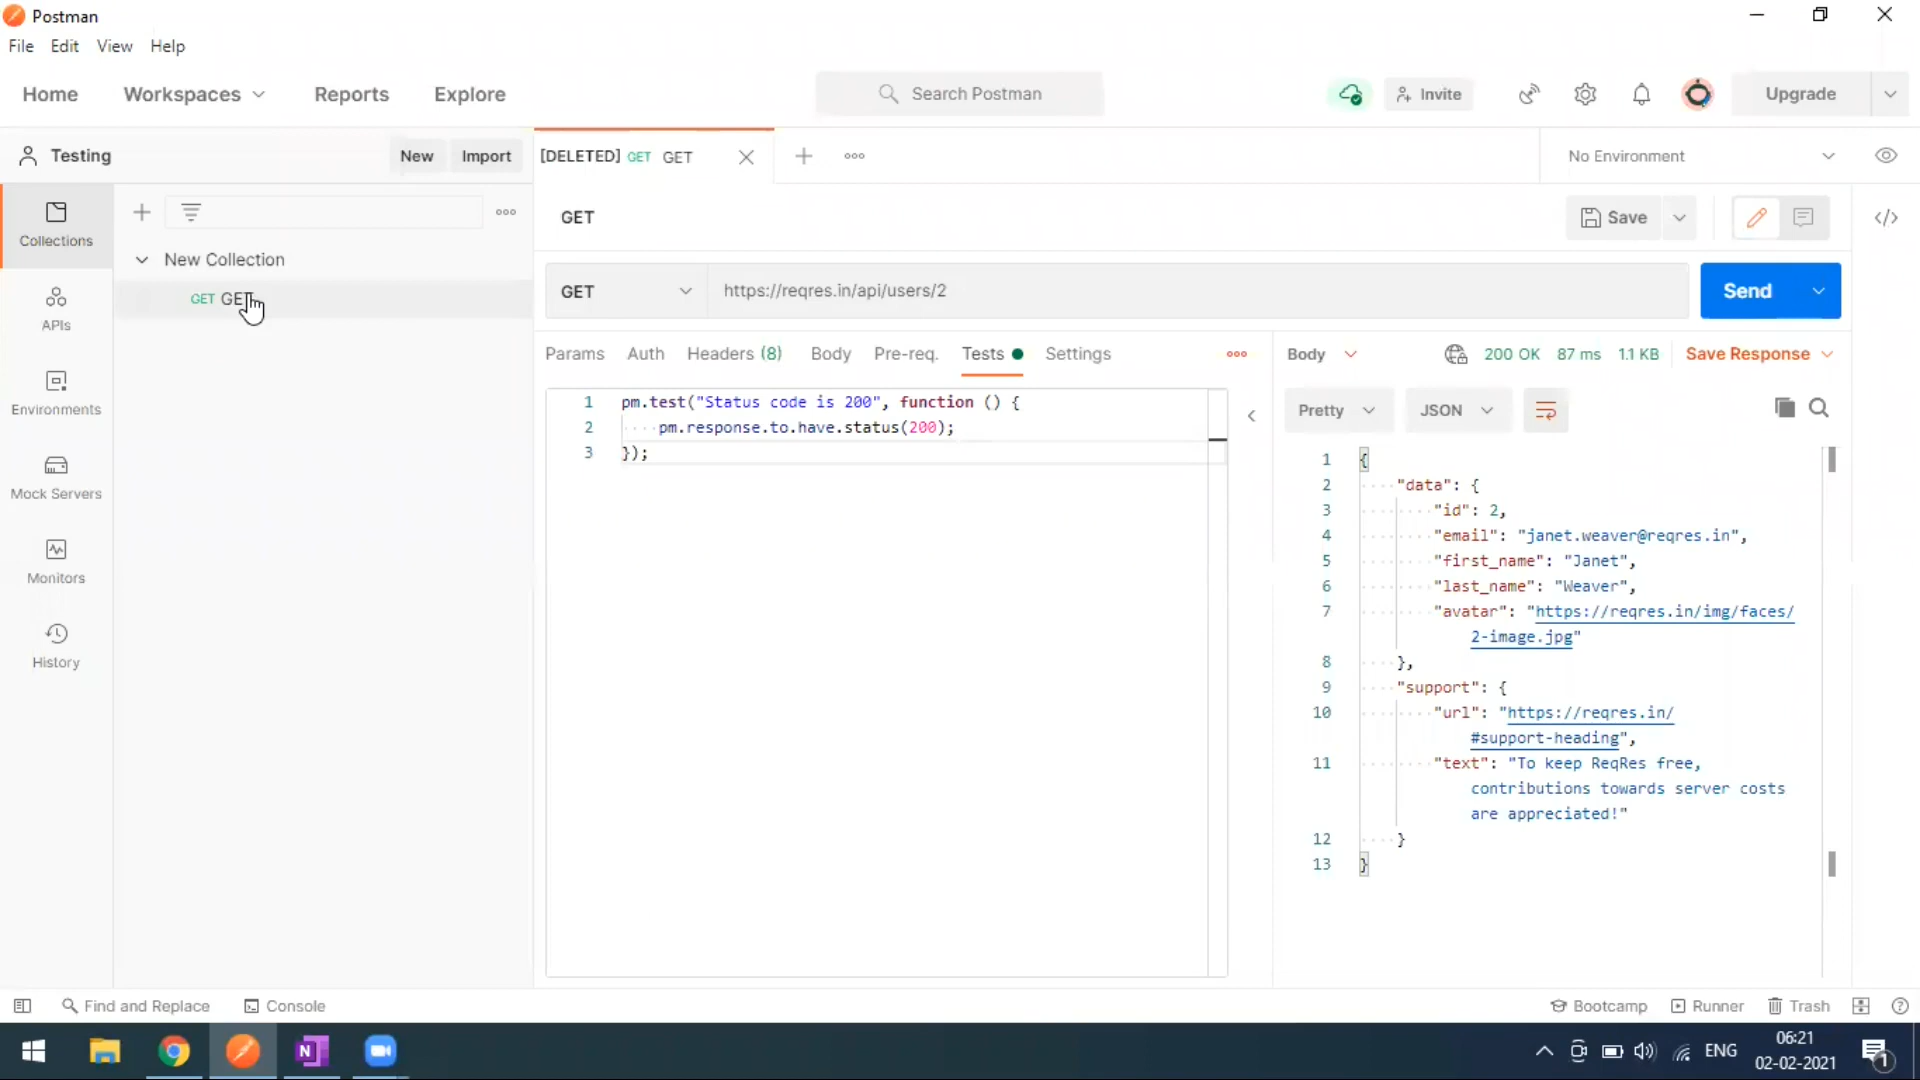 Postman
File Edit View Help
Home Workspaces Reports Explore Search Postman Invite Upgrade
Testing New Import [DELETED] GET GET No Environment
GET Save
Collections
New Collection
GET GET
GET https://reqres.in/api/users/2 Send
APIs
Params Auth Headers (8) Body Pre-req. Tests Settings Body 200 OK 87 ms 1.1 KB Save Response
Environments
Pretty JSON
1 pm.test("Status code is 200", function () {
2 pm.response.to.have.status(200);
3 });
Mock Servers
Monitors
History
1 {
2 "data": {
3 "id": 2,
4 "email": "janet.weaver@reqres.in",
5 "first_name": "Janet",
6 "last_name": "Weaver",
7 "avatar": "https://reqres.in/img/faces/
2-image.jpg"
8 },
9 "support": {
10 "url": "https://reqres.in/
#support-heading",
11 "text": "To keep ReqRes free,
contributions towards server costs
are appreciated!"
12 }
13 }
Find and Replace Console Bootcamp Runner Trash
ENG 06:21
02-02-2021
1